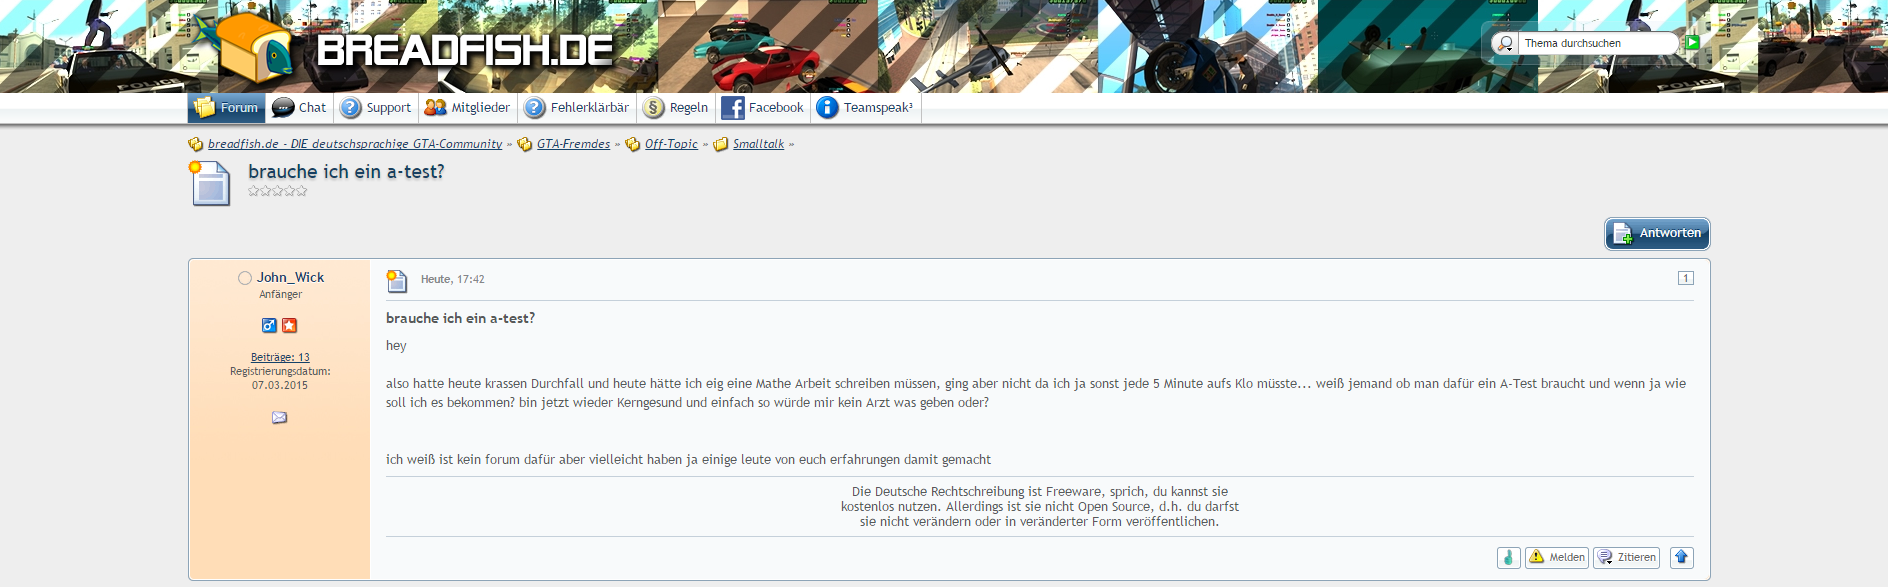 BREADFISH.DE
Thema durchsuchen
Forum Chat Support Mitglieder Fehlerklärbär Regeln Facebook Teamspeak³
breadfish.de - DIE deutschsprachige GTA-Community » GTA-Fremdes » Off-Topic » Smalltalk »
brauche ich ein a-test?
Antworten
John_Wick
Anfänger
Beiträge: 13
Registrierungsdatum:
07.03.2015
Heute, 17:42
1
brauche ich ein a-test?
hey
also hatte heute krassen Durchfall und heute hätte ich eig eine Mathe Arbeit schreiben müssen, ging aber nicht da ich ja sonst jede 5 Minute aufs Klo müsste... weiß jemand ob man dafür ein A-Test braucht und wenn ja wie
soll ich es bekommen? bin jetzt wieder Kerngesund und einfach so würde mir kein Arzt was geben oder?
ich weiß ist kein forum dafür aber vielleicht haben ja einige leute von euch erfahrungen damit gemacht
Die Deutsche Rechtschreibung ist Freeware, sprich, du kannst sie
kostenlos nutzen. Allerdings ist sie nicht Open Source, d.h. du darfst
sie nicht verändern oder in veränderter Form veröffentlichen.
Melden Zitieren